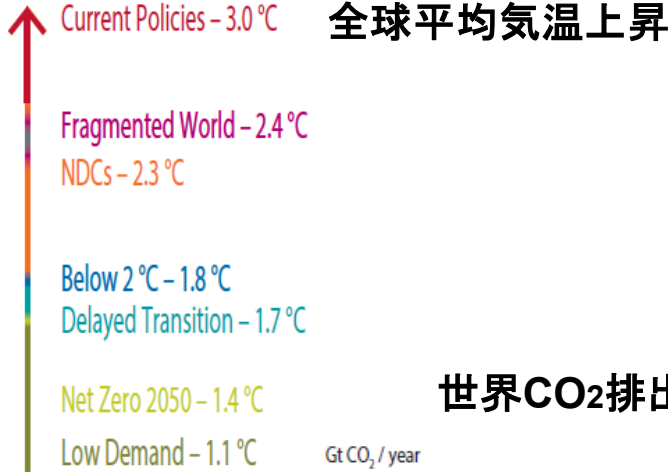 Current Policies – 3.0 °C
全球平均気温上昇
Fragmented World – 2.4 °C
NDCs – 2.3 °C
Below 2 °C – 1.8 °C
Delayed Transition – 1.7 °C
Net Zero 2050 – 1.4 °C
世界CO2排出
Low Demand – 1.1 °C
Gt CO₂ / year